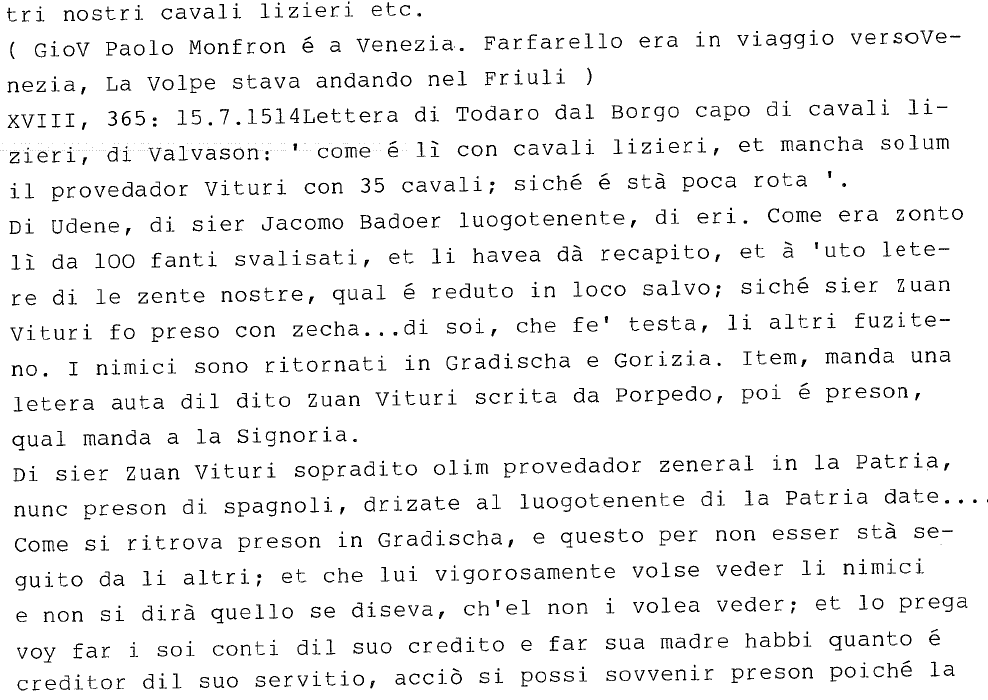 tri nostri cavali lizieri etc.
( GioV Paolo Monfron é a Venezia. Farfarello era in viaggio versoVe-
nezia, La Volpe stava andando nel Friuli )
XVIII, 365: 15.7.1514Lettera di Todaro dal Borgo capo di cavali li-
zieri, di Valvason: ' come é lì con cavali lizieri, et mancha solum
il provedador Vituri con 35 cavali; siché é stà poca rota '.
Di Udene, di sier Jacomo Badoer luogotenente, di eri. Come era zonto
lì da 100 fanti svalisati, et li havea dà recapito, et à 'uto lete-
re di le zente nostre, qual é reduto in loco salvo; siché sier Zuan
Vituri fo preso con zecha...di soi, che fe' testa, li altri fuzite-
no. I nimici sono ritornati in Gradischa e Gorizia. Item, manda una
letera auta dil dito Zuan Vituri scrita da Porpedo, poi é preson,
qual manda a la Signoria.
Di sier Zuan Vituri sopradito olim provedador zeneral in la Patria,
nunc preson di spagnoli, drizate al luogotenente di la Patria date....
Come si ritrova preson in Gradischa, e questo per non esser stà se-
guito da li altri; et che lui vigorosamente volse veder li nimici
e non si dirà quello se diseva, ch'el non i volea veder; et lo prega
voy far i soi conti dil suo credito e far sua madre habbi quanto é
creditor dil suo servitio, acciò si possi sovvenir preson poiché la